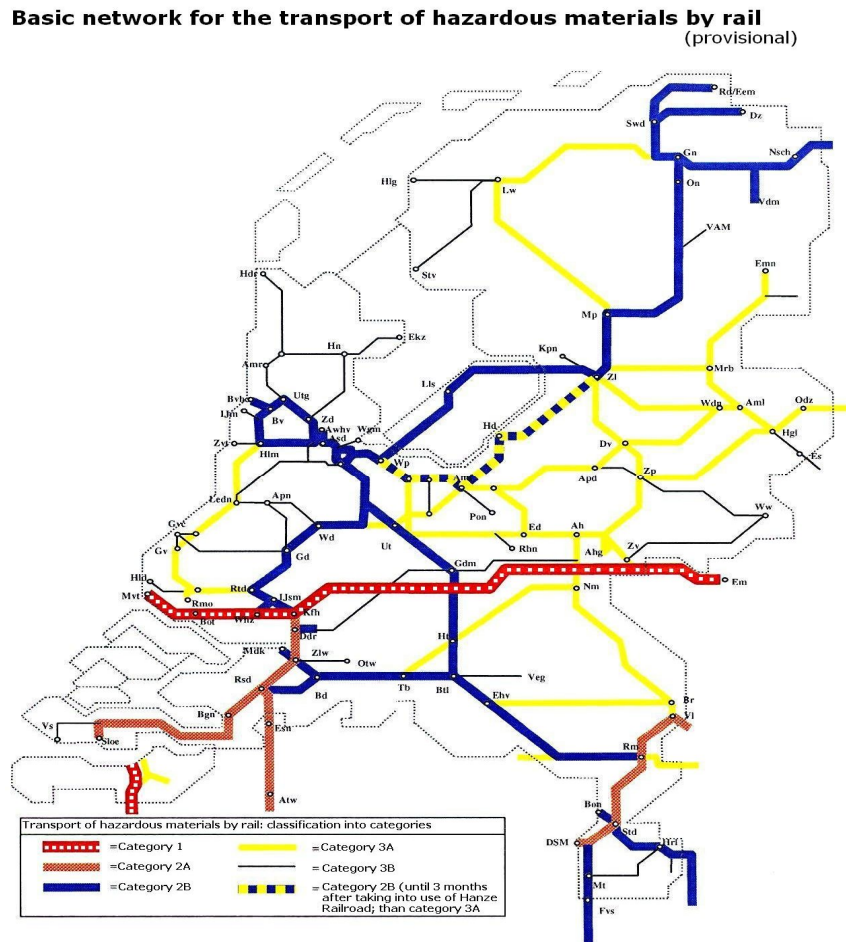 Basic network for the transport of hazardous materials by rail
(provisional)
Rd/Eem
Dz
Swd
Gn
Nsch
Hlg
Lw
On
Vdm
VAM
Stv
Emn
Hdr
Mp
Hn
Ekz
Kpn
Amr
Zl
Mrb
Lls
Bvh
Utg
IJm
Bv
Zd
Wdn
Aml
Odz
Awhv
Wgm
Asd
Hd
Hgl
Zvt
Hlm
Dv
Es
Wp
Apd
Zp
Ledn
Apn
Pon
Ww
Gvc
Wd
Ed
Ah
Gv
Gd
Ut
Rhn
Ahg
Zv
Hld
Gdm
Em
Mvt
Rtd
IJsm
Nm
Rmo
Bot
Whz
Kfh
Ddr
Ht
Mdk
Zlw
Otw
Rsd
Bd
Tb
Btl
Veg
Ehv
Br
Bgn
Vl
Vs
Sloe
Esn
Rm
Atw
Bon
Std
DSM
Hrl
Mt
Fvs
Transport of hazardous materials by rail: classification into categories
=Category 1
=Category 3A
=Category 2A
=Category 3B
=Category 2B
= Category 2B (until 3 months
after taking into use of Hanze
Railroad; than category 3A